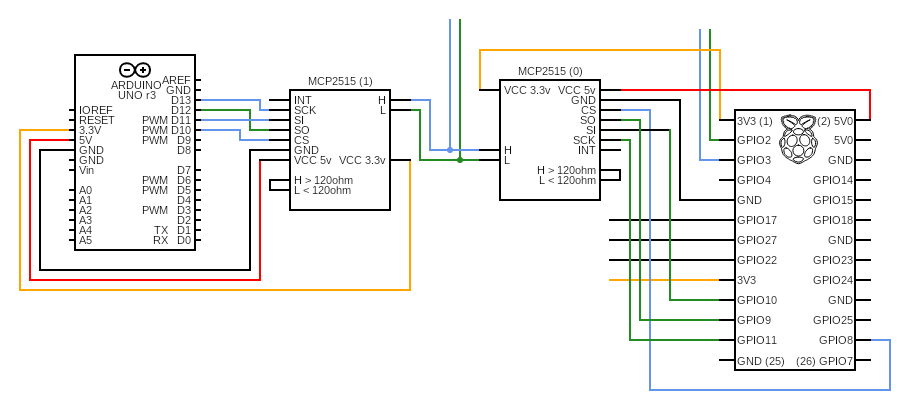 ARDUINO
UNO r3
AREF
GND
D13
IOREF D12
RESET PWM D11
3.3V PWM D10
5V PWM D9
GND D8
GND
Vin D7
PWM D6
A0 PWM D5
A1 D4
A2 PWM D3
A3 D2
A4 TX D1
A5 RX D0
MCP2515 (1)
INT H
SCK L
SI
SO
CS
GND
VCC 5v VCC 3.3v
H > 120ohm
L < 120ohm
MCP2515 (0)
VCC 3.3v VCC 5v
GND
CS
SO
SI
SCK
H INT
L
H > 120ohm
L < 120ohm
3V3 (1) (2) 5V0
GPIO2 5V0
GPIO3 GND
GPIO4 GPIO14
GND GPIO15
GPIO17 GPIO18
GPIO27 GND
GPIO22 GPIO23
3V3 GPIO24
GPIO10 GND
GPIO9 GPIO25
GPIO11 GPIO8
GND (25) (26) GPIO7